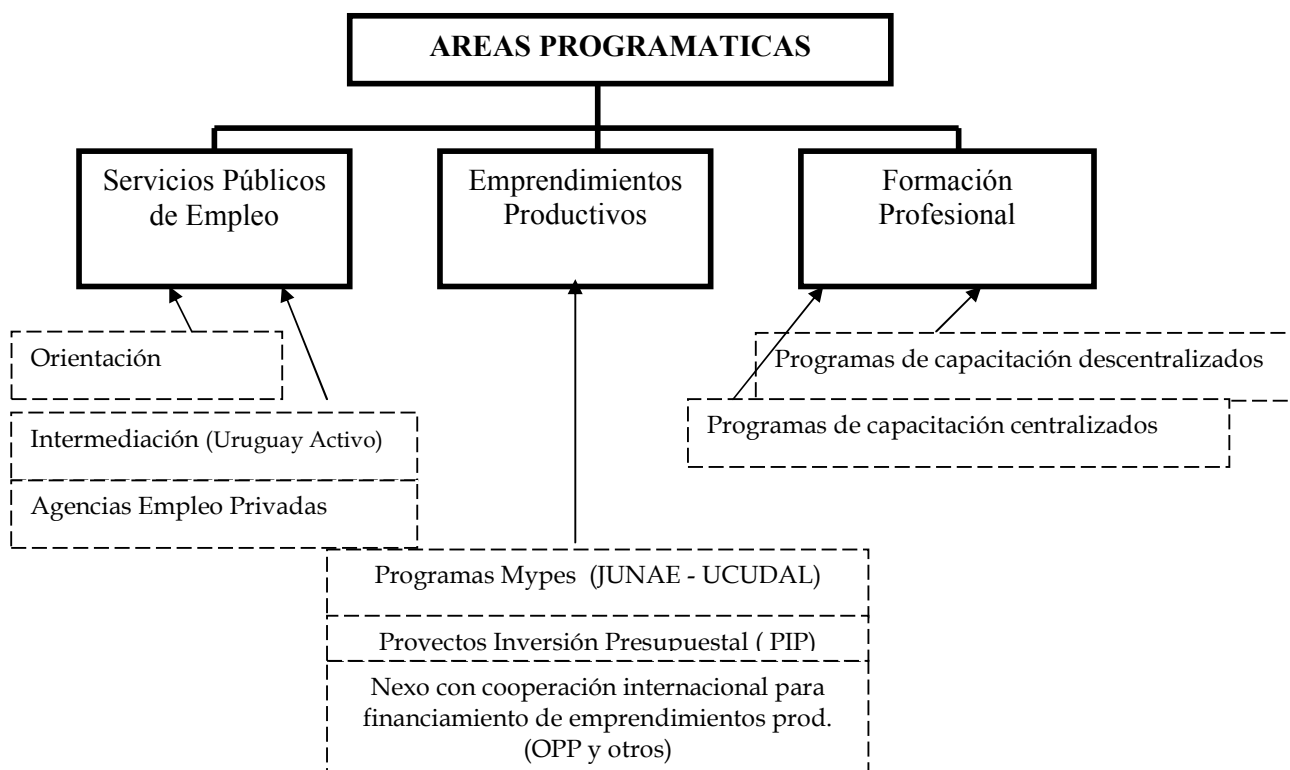 AREAS PROGRAMATICAS
Servicios Públicos
de Empleo
Emprendimientos
Productivos
Formación
Profesional
Orientación
Intermediación (Uruguay Activo)
Agencias Empleo Privadas
Programas de capacitación descentralizados
Programas de capacitación centralizados
Programas Mypes (JUNAE - UCUDAL)
Proyectos Inversión Presupuestal ( PIP)
Nexo con cooperación internacional para
financiamiento de emprendimientos prod.
(OPP y otros)